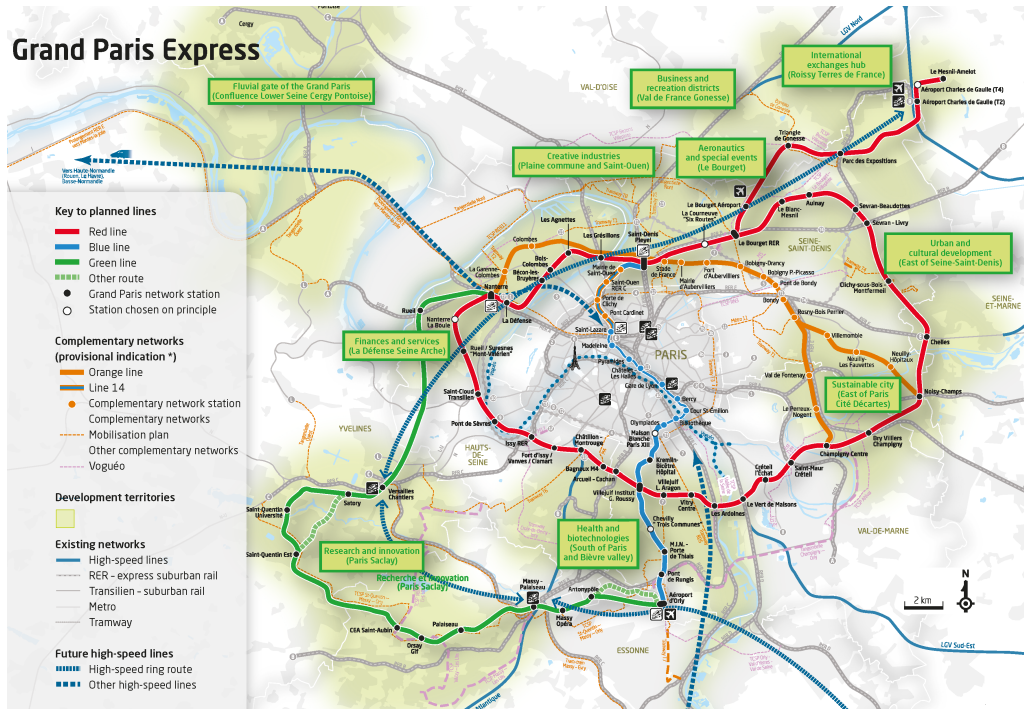 Grand Paris Express
Cergy
Fluvial gate of the Grand Paris
(Confluence Lower Seine Cergy Pontoise)
VAL-D'OISE
LGV Nord
Business and
recreation districts
(Val de France Gonesse)
International
exchanges hub
(Roissy Terres de France)
Le Mesnil-Amelot
Aéroport Charles de Gaulle (T4)
Aéroport Charles de Gaulle (T2)
Triangle
de Gonesse
Parc des Expositions
Creative industries
(Plaine commune and Saint-Ouen)
Aeronautics
and special events
(Le Bourget)
Vers Haute-Normandie
(Rouen, Le Havre),
Basse-Normandie
Key to planned lines
Red line
Blue line
Green line
Other route
Grand Paris network station
Station chosen on principle
Complementary networks
(provisional indication *)
Orange line
Line 14
Complementary network station
Complementary networks
Mobilisation plan
Other complementary networks
Voguéo
Development territories
Existing networks
High-speed lines
RER – express suburban rail
Transilien – suburban rail
Metro
Tramway
Future high-speed lines
High-speed ring route
Other high-speed lines
Le Bourget Aéroport
La Courneuve
"Six Routes"
Le Bourget RER
Le Blanc-
Mesnil
Aulnay
Sevran-Beaudottes
Sevran - Livry
SEINE-
SAINT-DENIS
Urban and
cultural development
(East of Seine-Saint-Denis)
Clichy-sous-Bois
Montfermeil
SEINE-
ET-MARNE
Les Agnettes
Les Grésillons
Saint-Denis
Pleyel
Colombes
Bois-
Colombes
Bécon-les-
Bruyères
La Garenne-
Colombes
Nanterre
La Défense
Mairie de
Saint-Ouen
Saint-Ouen
RER C
Porte de
Clichy
Pont Cardinet
Stade
de France
Mairie
d'Aubervilliers
Fort
d'Aubervilliers
Bobigny-Drancy
Bobigny P.-Picasso
Pont de Bondy
Bondy
Rosny-Bois Perrier
Villemomble
Neuilly-
Les Fauvettes
Neuilly-
Hôpitaux
Chelles
Noisy-Champs
Val de Fontenay
Sustainable city
(East of Paris
Cité Décartes)
Le Perreux-
Nogent
Bry Villiers
Champigny
Champigny Centre
Rueil
Nanterre
La Boule
Finances and services
(La Défense Seine Arche)
Rueil / Suresnes
"Mont-Vallérien"
Saint-Cloud
Transilien
Pont de Sèvres
Issy RER
Fort d'Issy /
Vanves / Clamart
Châtillon -
Montrouge
Bagneux M4
Arcueil - Cachan
Villejuif Institut
G. Roussy
Villejuif
L. Aragon
Vitry
Centre
Les Ardoines
Le Vert de Maisons
Créteil
l'Échat
Saint-Maur
Créteil
Saint-Lazare
Madeleine
Pyramides
Châtelet
Les Halles
Gare de Lyon
PARIS
Bercy
Cour St-Émilion
Bibliothèque
Olympiades
Maison
Blanche
Paris XIII
Kremlin-
Bicêtre
Hôpital
YVELINES
HAUTS-
DE-SEINE
VAL-DE-MARNE
Chevilly
"Trois Communes"
M.I.N. -
Porte
de Thiais
Pont
de Rungis
Aéroport
d'Orly
Health and
biotechnologies
(South of Paris
and Bièvre valley)
Antonypôle
Massy
Opéra
Massy -
Palaiseau
Versailles
Chantiers
Satory
Saint-Quentin
Université
Saint-Quentin Est
Research and innovation
(Paris Saclay)
Recherche et innovation
(Paris Saclay)
CEA Saint-Aubin
Orsay
Gif
Palaiseau
ESSONNE
LGV Sud-Est
Atlantique
2 km
N